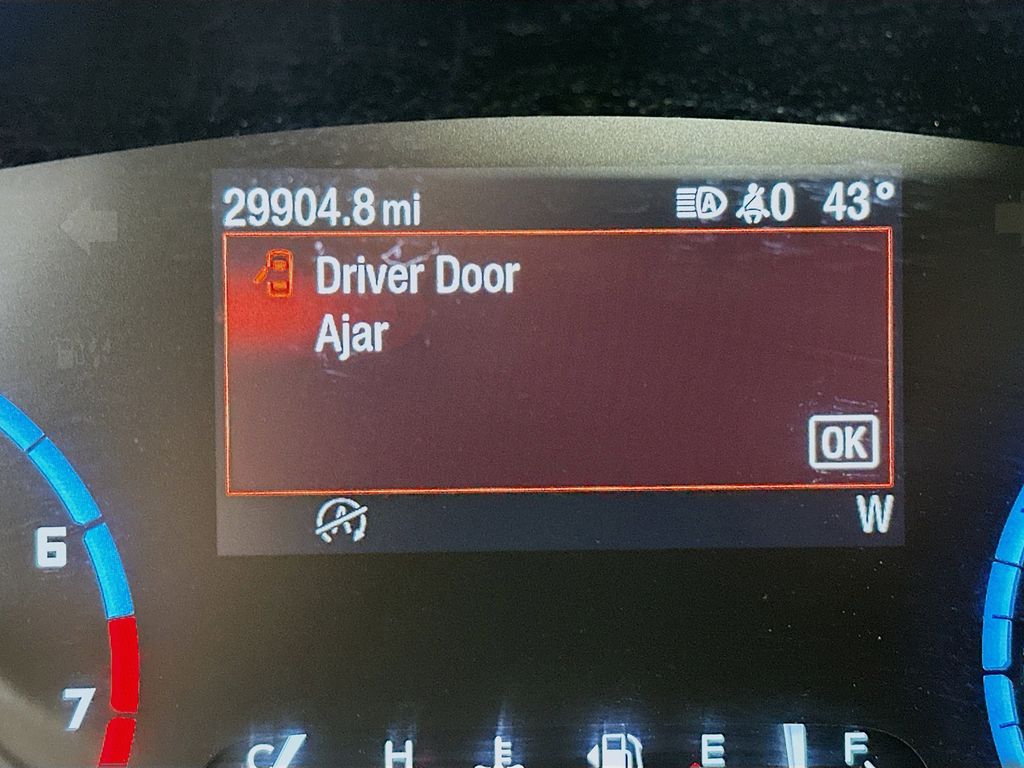 29904.8 mi A 0 43°
Driver Door
Ajar
OK
A W
6
7
C H E F